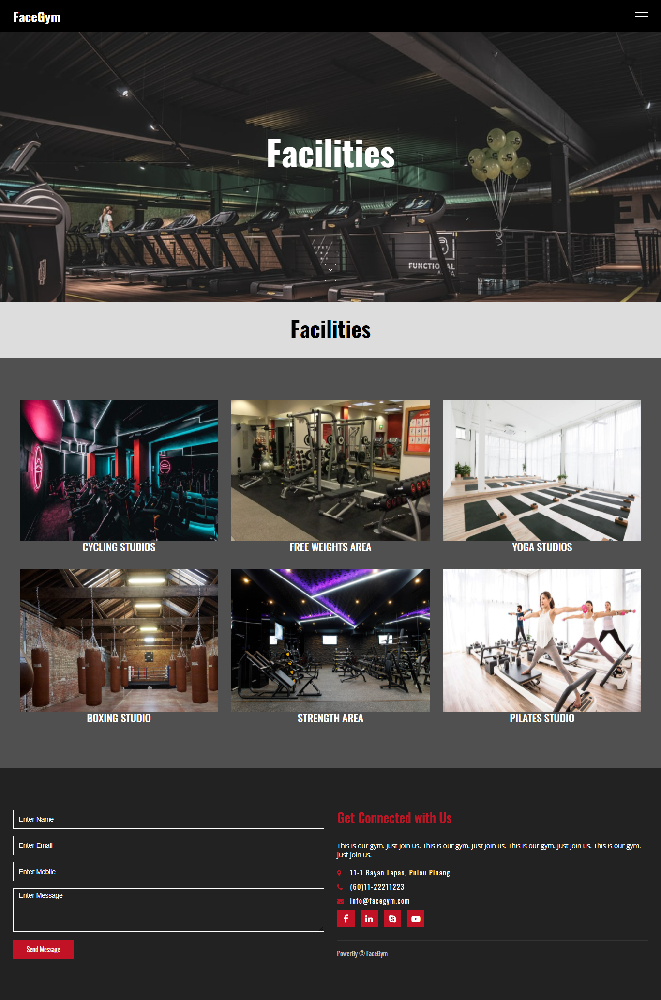 FaceGym
Facilities
EM
FUNCTIONAL
Facilities
Stretch
CYCLING STUDIOS
FREE WEIGHTS AREA
YOGA STUDIOS
BOXING STUDIO
STRENGTH AREA
PILATES STUDIO
Enter Name
Enter Email
Enter Mobile
Enter Message
Send Message
Get Connected with Us
This is our gym. Just join us. This is our gym. Just join us. This is our gym. Just join us. This is our gym.
Just join us.
11-1 Bayan Lepas, Pulau Pinang
(60)11-22211223
info@facegym.com
PowerBy © FaceGym